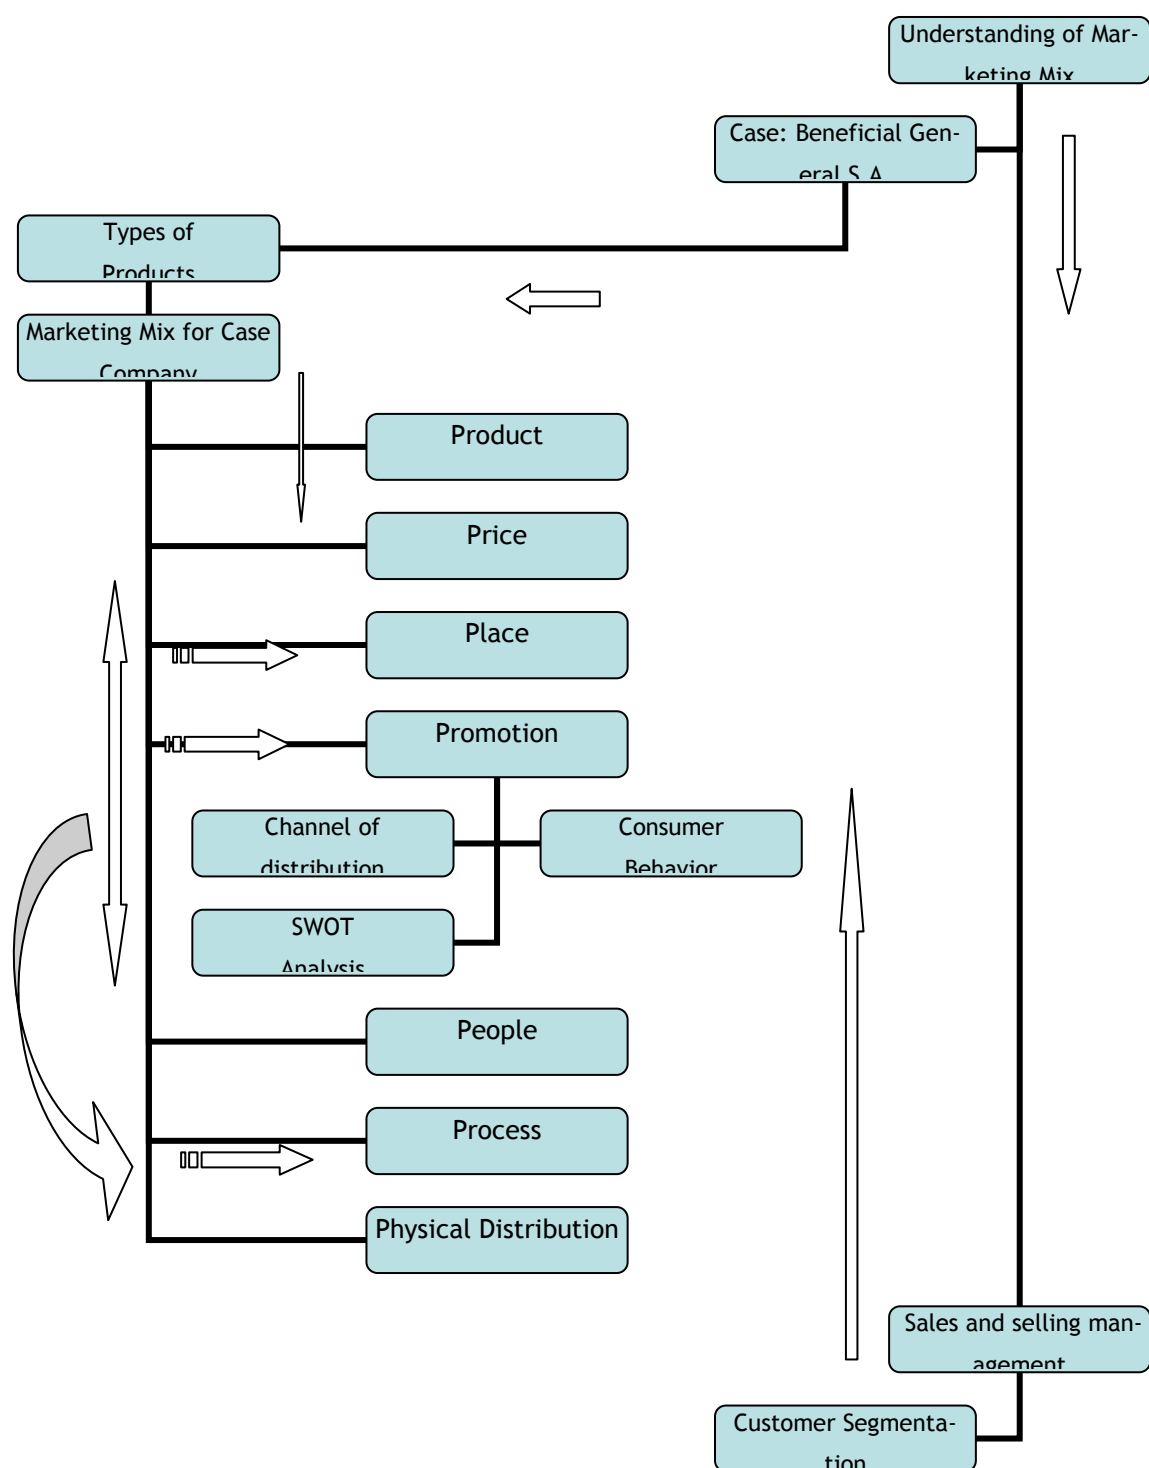 Understanding of Mar-
keting Mix
Case: Beneficial Gen-
eral S.A
Types of
Products
Marketing Mix for Case
Company
Product
Price
Place
Promotion
Channel of
distribution
Consumer
Behavior
SWOT
Analysis
People
Process
Physical Distribution
Sales and selling man-
agement
Customer Segmenta-
tion